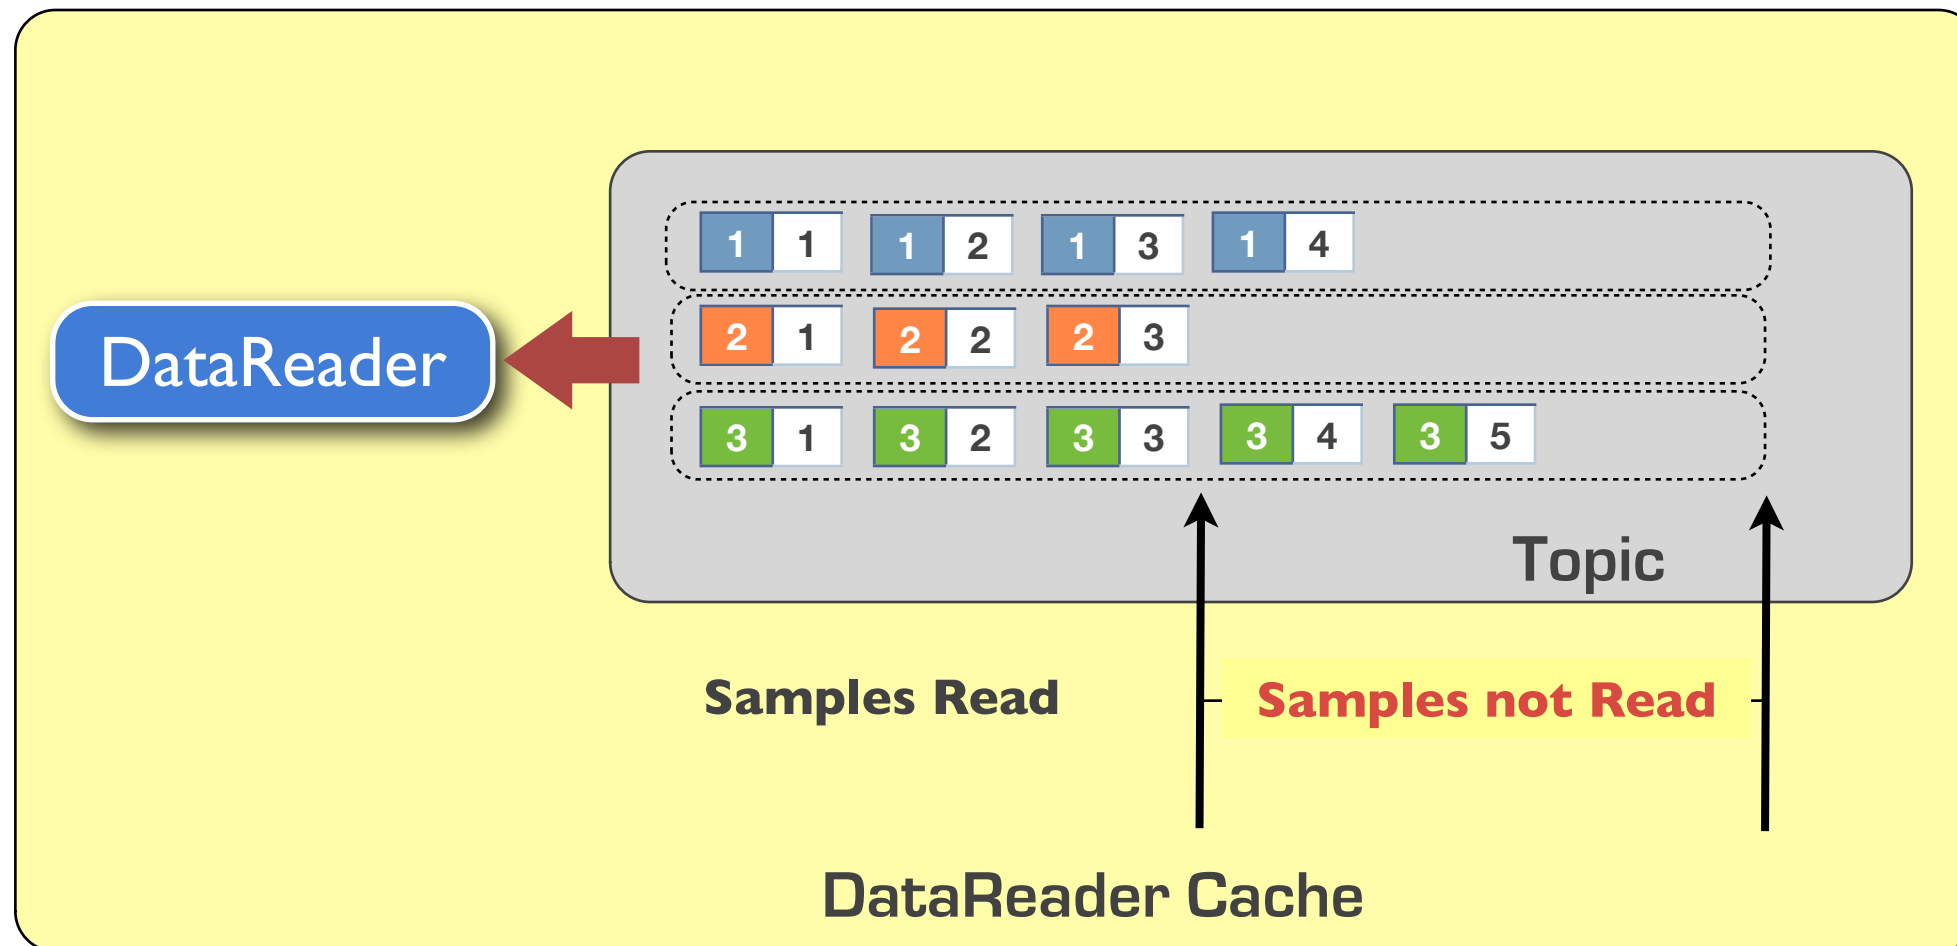 1 1 1 2 1 3 1 4
2 1 2 2 2 3
DataReader
3 1 3 2 3 3 3 4 3 5
Topic
Samples Read Samples not Read
DataReader Cache